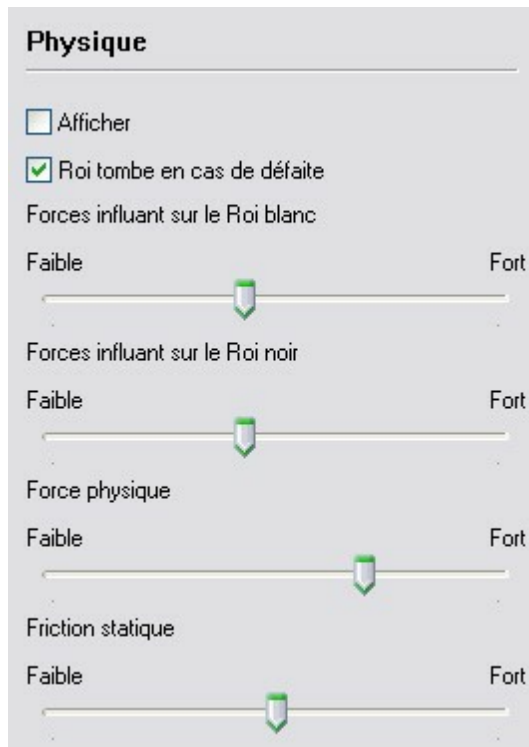 Physique
Afficher
Roi tombe en cas de défaite
Forces influant sur le Roi blanc
Faible Fort
Forces influant sur le Roi noir
Faible Fort
Force physique
Faible Fort
Friction statique
Faible Fort